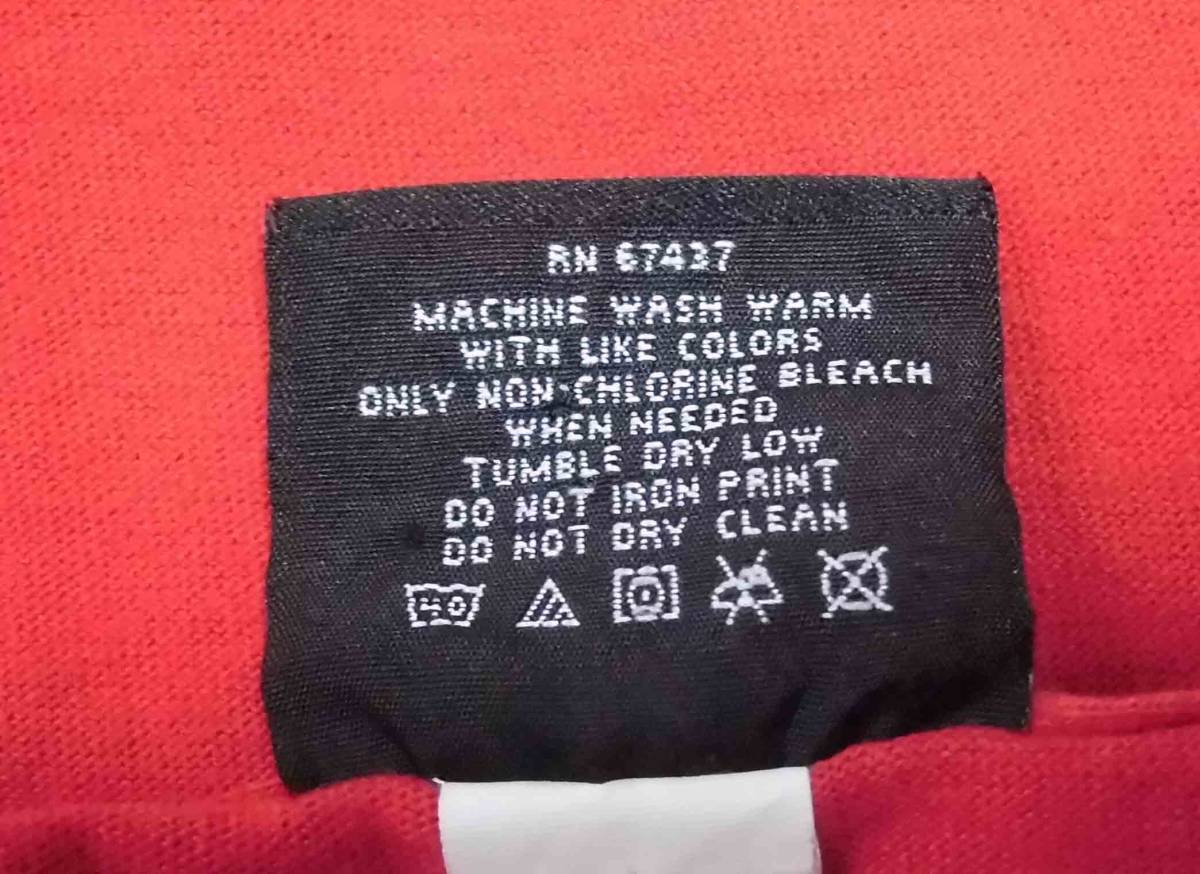 RN 67437
MACHINE WASH WARM
WITH LIKE COLORS
ONLY NON-CHLORINE BLEACH
WHEN NEEDED
TUMBLE DRY LOW
DO NOT IRON PRINT
DO NOT DRY CLEAN
40